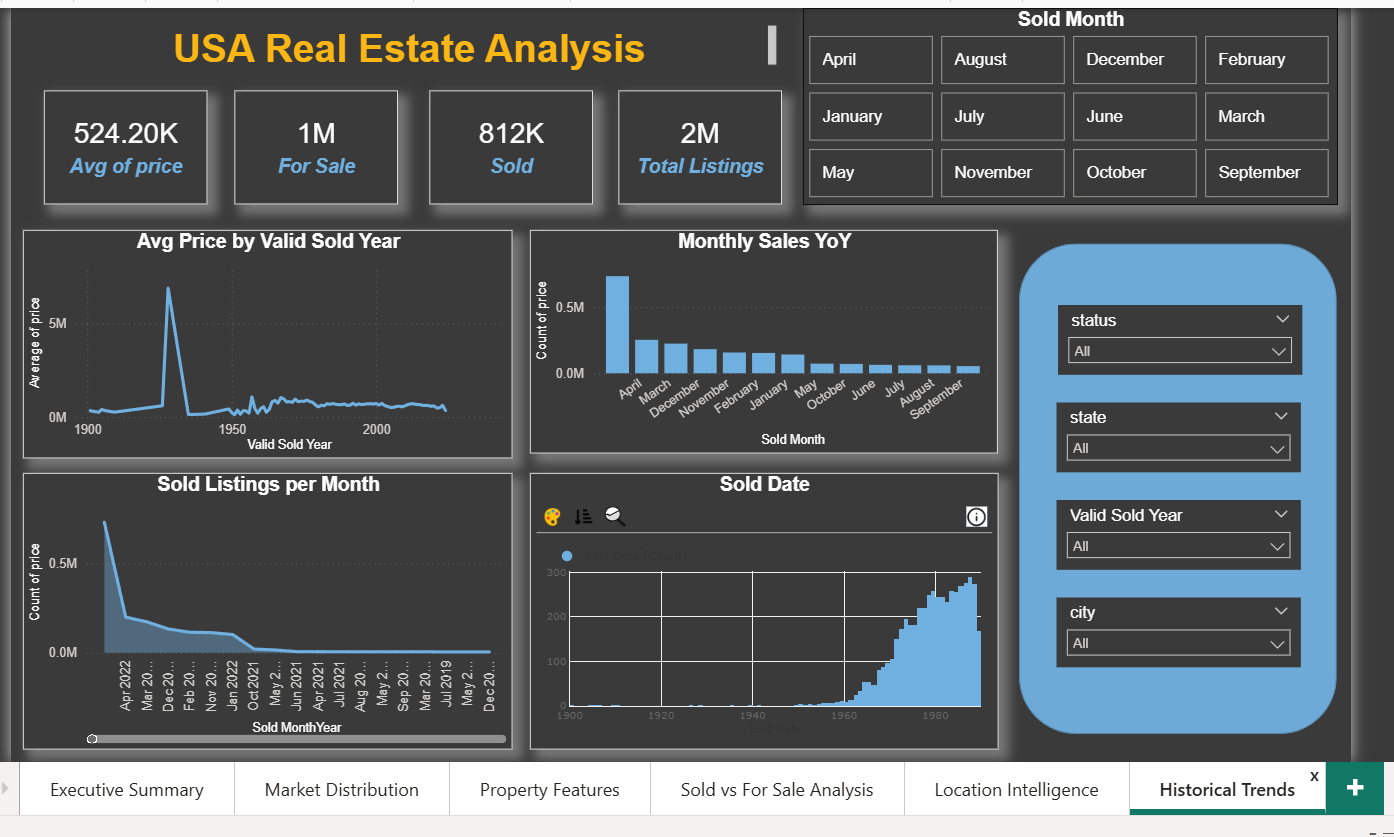 USA Real Estate Analysis
524.20K
Avg of price
1M
For Sale
812K
Sold
2M
Total Listings
Sold Month
April
August
December
February
January
July
June
March
May
November
October
September
Avg Price by Valid Sold Year
Average of price
5M
0M
1900
1950
2000
Valid Sold Year
Monthly Sales YoY
Count of price
0.5M
0.0M
April
March
December
November
February
January
May
October
June
July
August
September
Sold Month
status
All
state
All
Valid Sold Year
All
city
All
Sold Listings per Month
Count of price
0.5M
0.0M
Apr 2022
Mar 20...
Dec 20...
Feb 20...
Nov 20...
Jan 2022
Oct 2021
May 2...
Jun 2021
Apr 2021
Jul 2021
Aug 20...
May 2...
Sep 20...
Mar 20...
Jul 2019
May 2...
Dec 20...
Sold MonthYear
Sold Date
Sold Date (Count)
300
200
100
0
1900
1920
1940
1960
1980
Sold Date
Executive Summary
Market Distribution
Property Features
Sold vs For Sale Analysis
Location Intelligence
Historical Trends
x
+